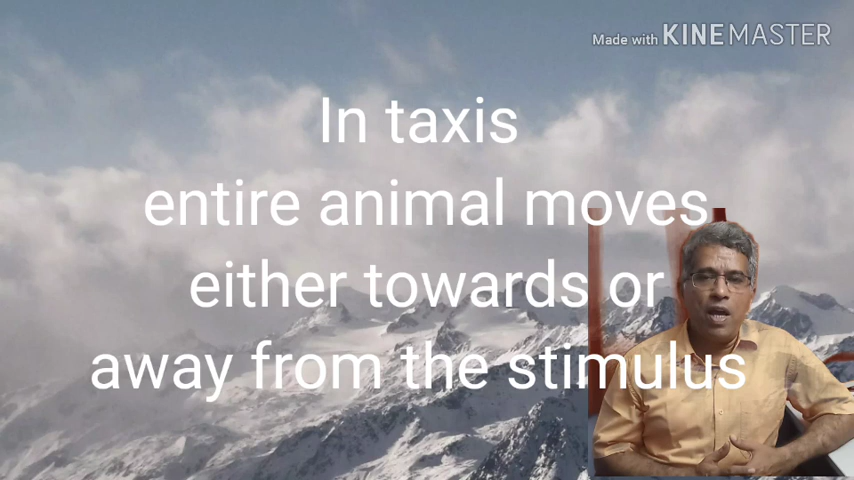 Made with KINEMASTER
In taxis
entire animal moves
either towards or
away from the stimulus